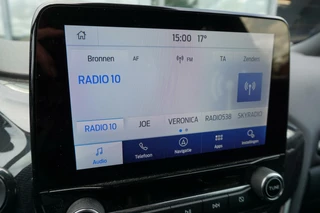 15:00 17°
Bronnen AF FM TA Zenders
RADIO 10
RADIO 10 JOE VERONICA RADIO538 SKYRADIO
Audio Telefoon Navigatie Apps Instellingen
TUNE